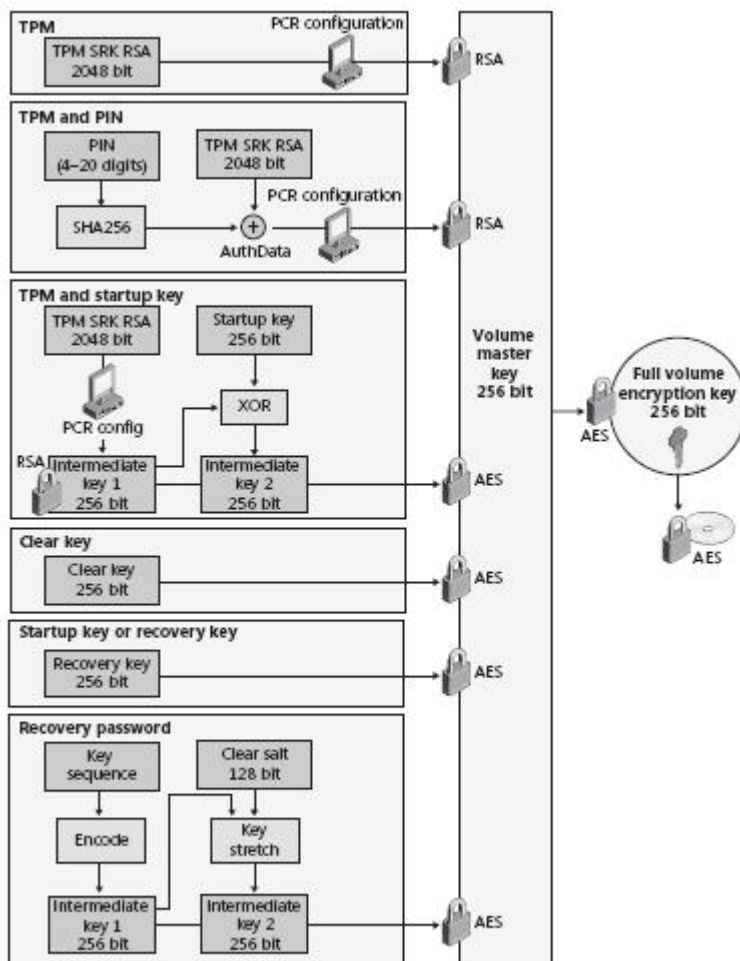 TPM
TPM SRK RSA
2048 bit
PCR configuration
RSA
TPM and PIN
PIN
(4–20 digits)
TPM SRK RSA
2048 bit
PCR configuration
SHA256
+
AuthData
RSA
TPM and startup key
TPM SRK RSA
2048 bit
Startup key
256 bit
PCR config
XOR
RSA
Intermediate
key 1
256 bit
Intermediate
key 2
256 bit
AES
Clear key
Clear key
256 bit
AES
Startup key or recovery key
Recovery key
256 bit
AES
Recovery password
Key
sequence
Clear salt
128 bit
Encode
Key
stretch
Intermediate
key 1
256 bit
Intermediate
key 2
256 bit
AES
Volume
master
key
256 bit
AES
Full volume
encryption key
256 bit
AES